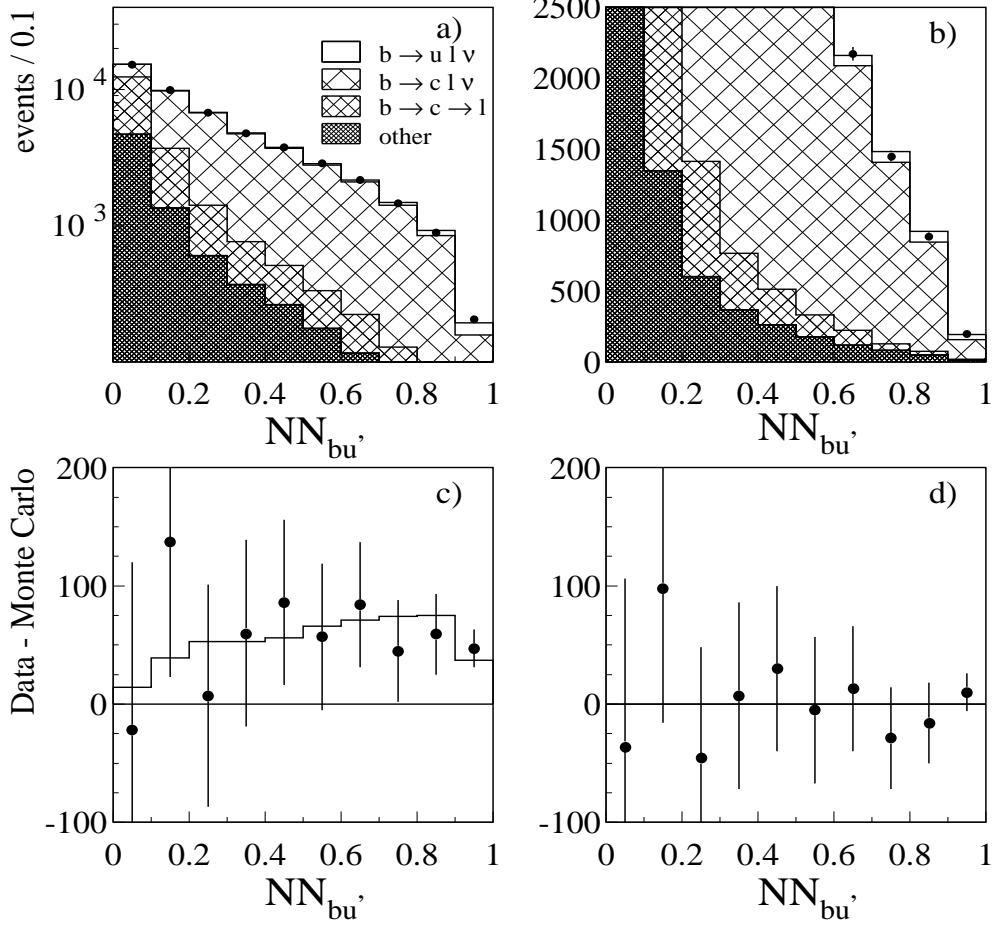 events / 0.1
a)
b → u l ν
b → c l ν
b → c → l
other
10^4
10^3
0 0.2 0.4 0.6 0.8 1
NN_bu’
b)
2500
2000
1500
1000
500
0
0 0.2 0.4 0.6 0.8 1
NN_bu’
Data - Monte Carlo
c)
200
100
0
-100
0 0.2 0.4 0.6 0.8 1
NN_bu’
d)
200
100
0
-100
0 0.2 0.4 0.6 0.8 1
NN_bu’